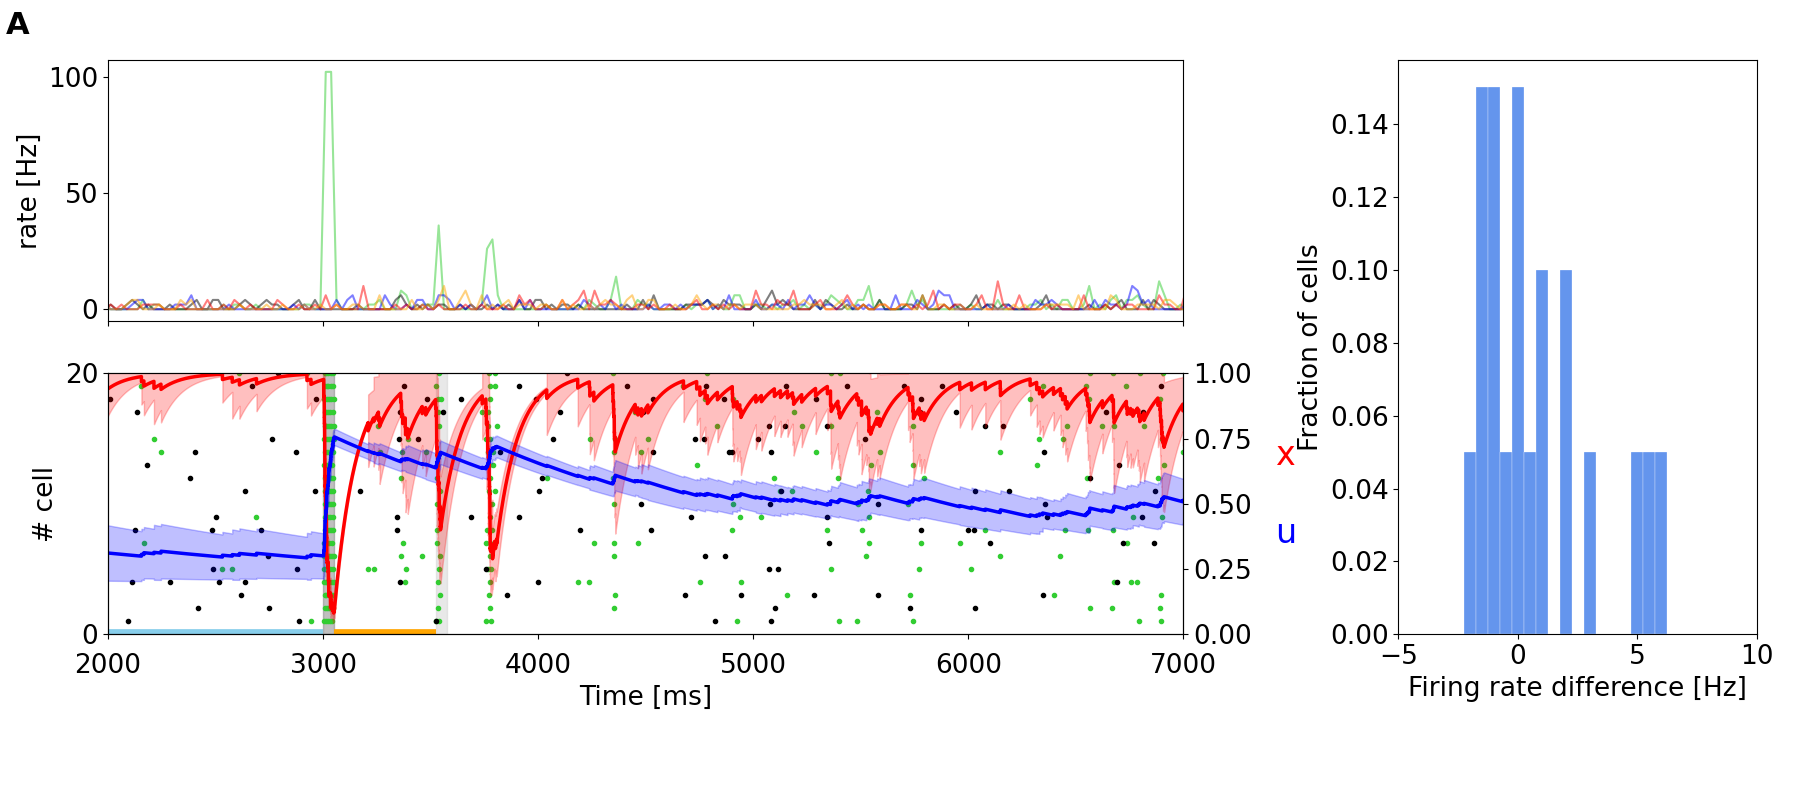 A
100
50
0
rate [Hz]
20
0
# cell
1.00
0.75
0.50
0.25
0.00
x
u
2000 3000 4000 5000 6000 7000
Time [ms]
0.14
0.12
0.10
0.08
0.06
0.04
0.02
0.00
Fraction of cells
−5 0 5 10
Firing rate difference [Hz]